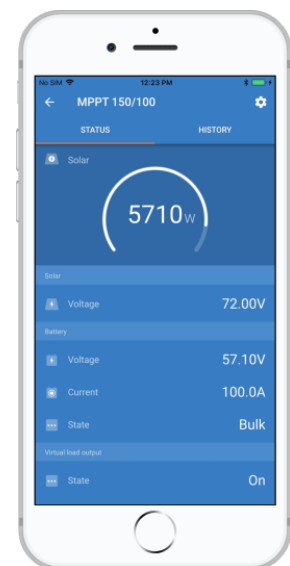 No SIM 12:23 PM
MPPT 150/100
STATUS HISTORY
Solar
5710W
Solar
Voltage 72.00V
Battery
Voltage 57.10V
Current 100.0A
State Bulk
Virtual load output
State On